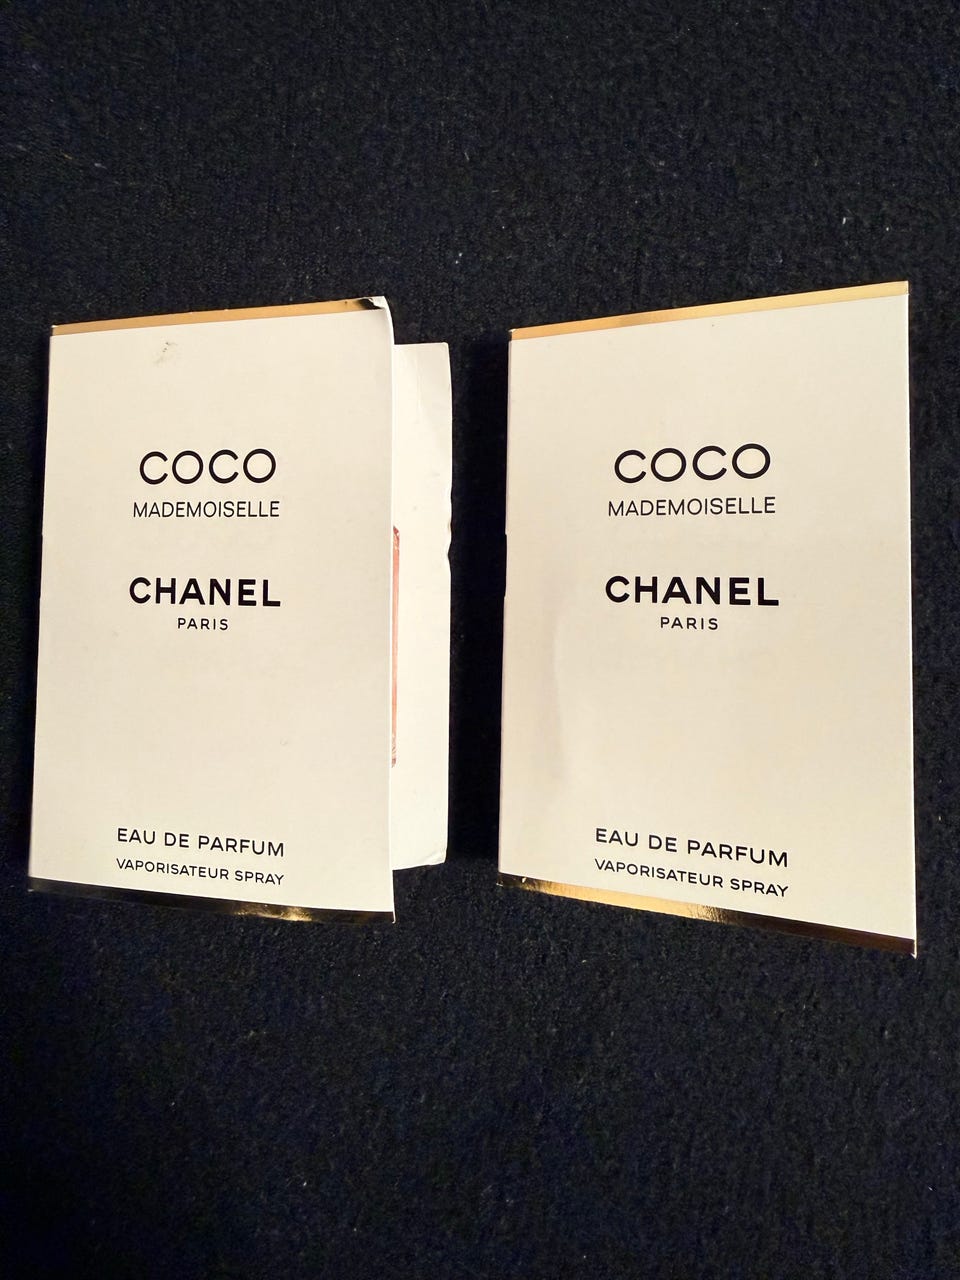 COCO
MADEMOISELLE
CHANEL
PARIS
EAU DE PARFUM
VAPORISATEUR SPRAY
COCO
MADEMOISELLE
CHANEL
PARIS
EAU DE PARFUM
VAPORISATEUR SPRAY